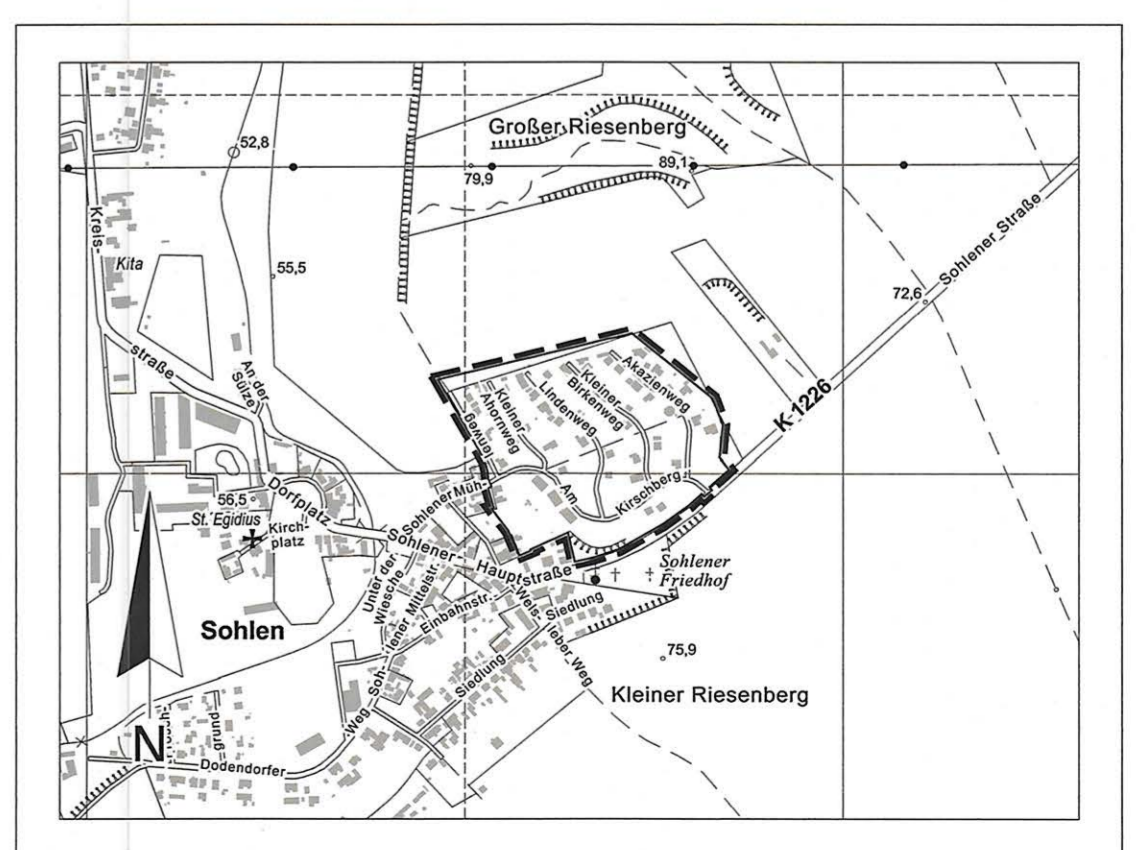 Großer Riesenberg
52,8
89,1
79,9
Kreis-
straße
Kita
55,5
Sohlener Straße
72,6
K 1226
An der
Sülze
Akazienweg
Kleiner
Birkenweg
Lindenweg
Kleiner
Ahornweg
lenweg
Sohlener Müh-
Am
Kirschberg
56,5
Dorfplatz
St. Egidius
Kirch-
platz
Sohlener
Hauptstraße
Sohlener
Friedhof
Unter der
Wiesche
Soh-
lener Mittelstr.
Einbahnstr.
Wels-
leber Weg
Siedlung
Siedlung
Sohlen
75,9
Kleiner Riesenberg
grund
Dodendorfer
Weg
N